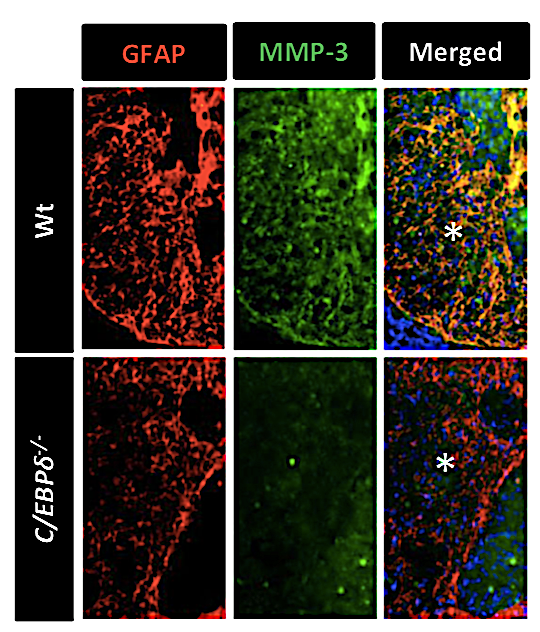 GFAP
MMP-3
Merged
Wt
*
C/EBPδ-/-
*